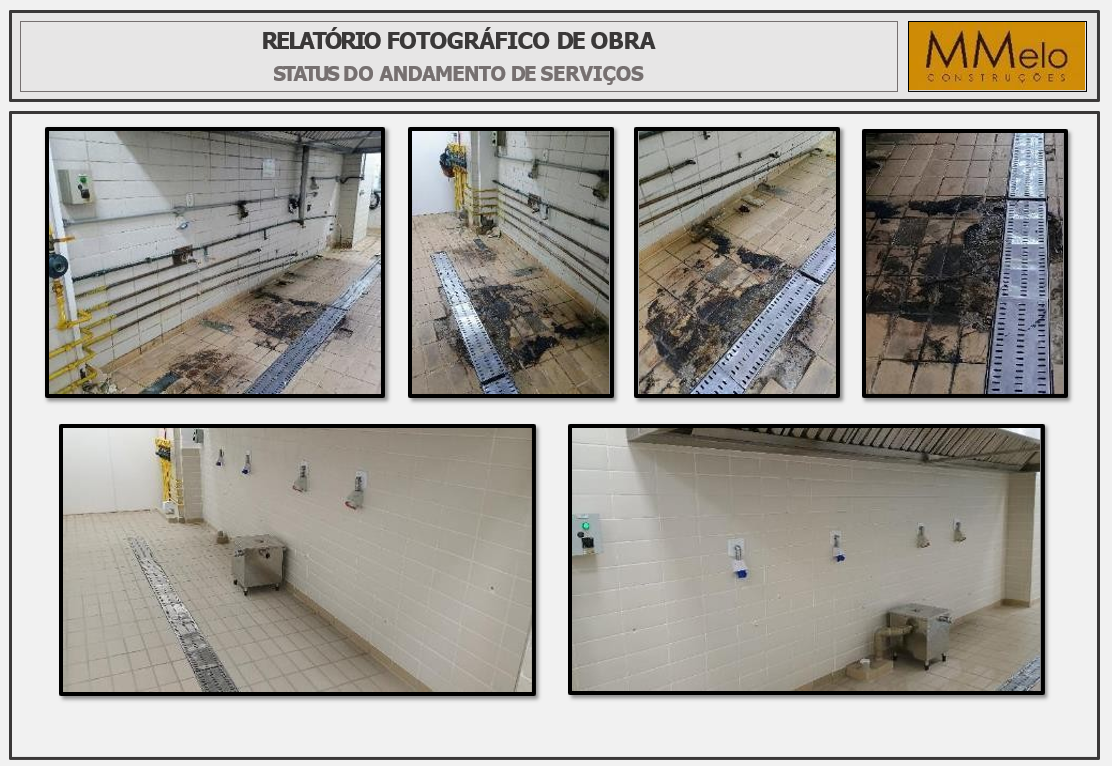 RELATÓRIO FOTOGRÁFICO DE OBRA
STATUS DO ANDAMENTO DE SERVIÇOS
MMelo
CONSTRUÇÕES